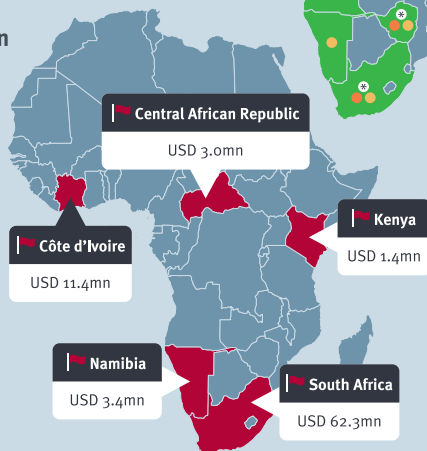 n
Central African Republic
USD 3.0mn
Kenya
USD 1.4mn
Côte d’Ivoire
USD 11.4mn
Namibia
USD 3.4mn
South Africa
USD 62.3mn